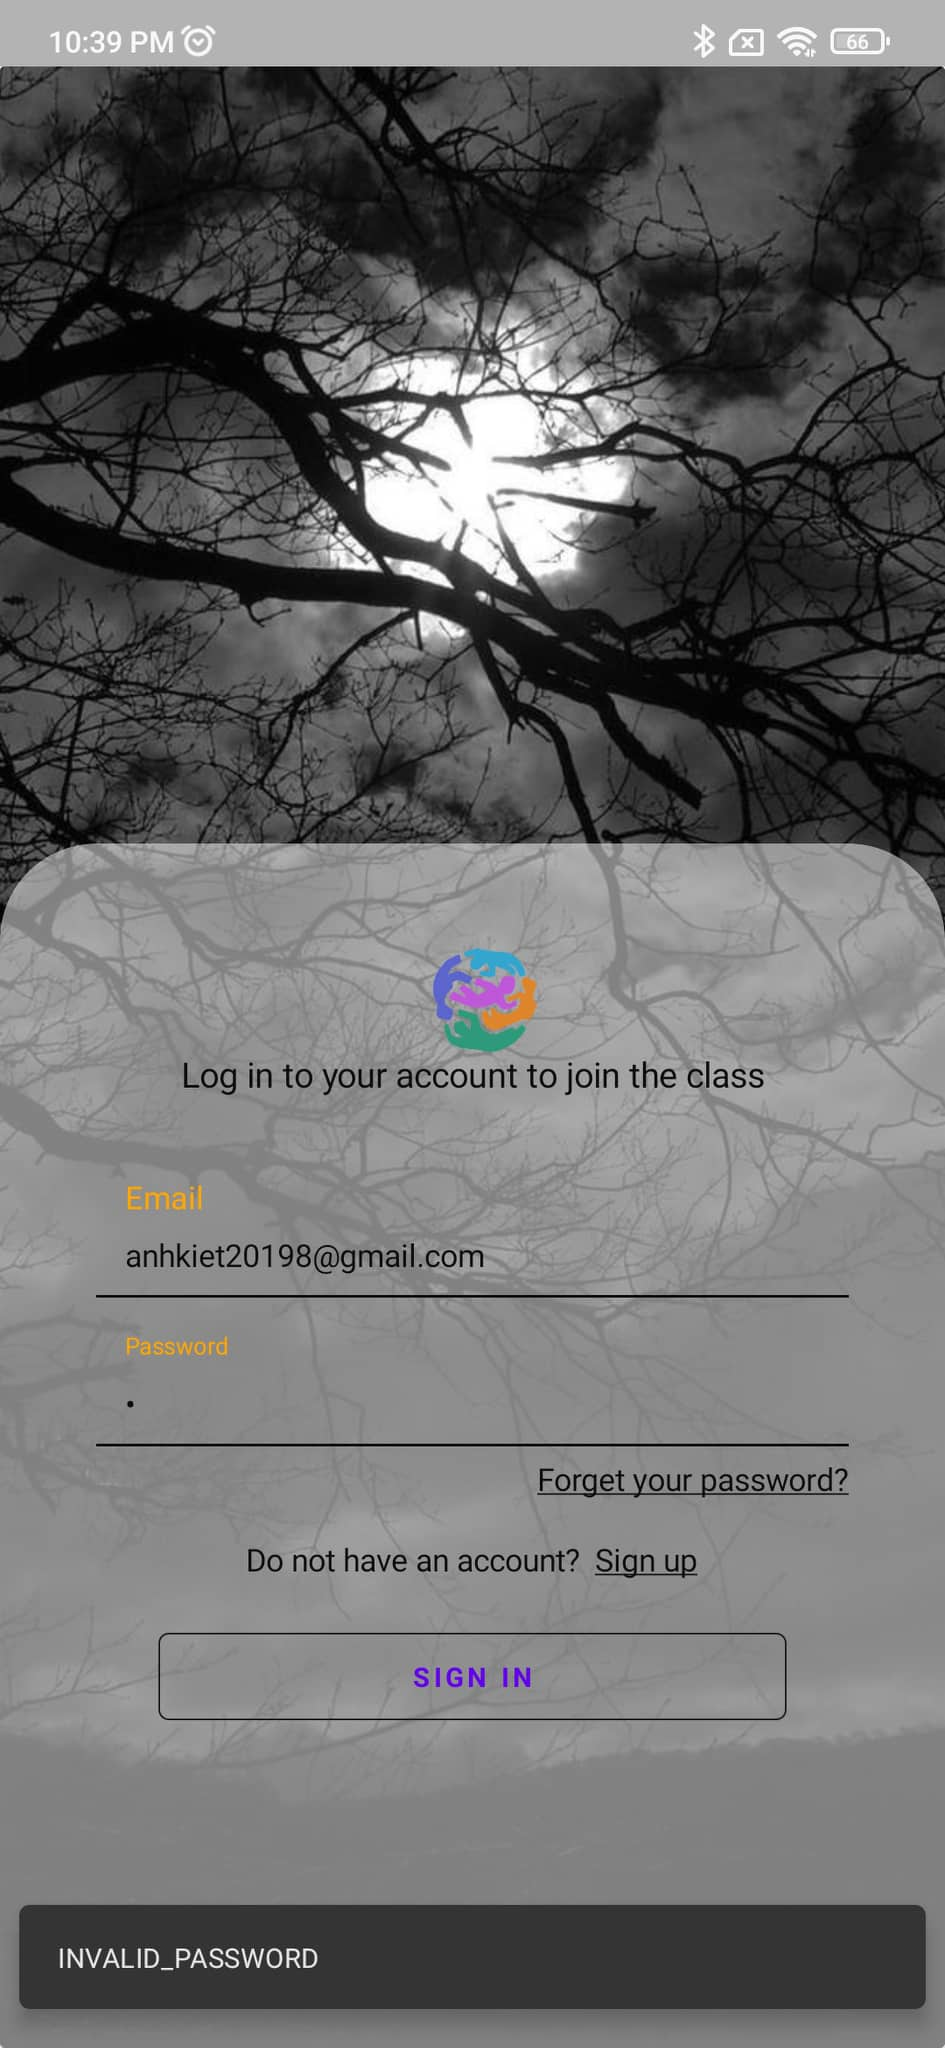 10:39 PM
66
Log in to your account to join the class
Email
anhkiet20198@gmail.com
Password
Forget your password?
Do not have an account? Sign up
SIGN IN
INVALID_PASSWORD